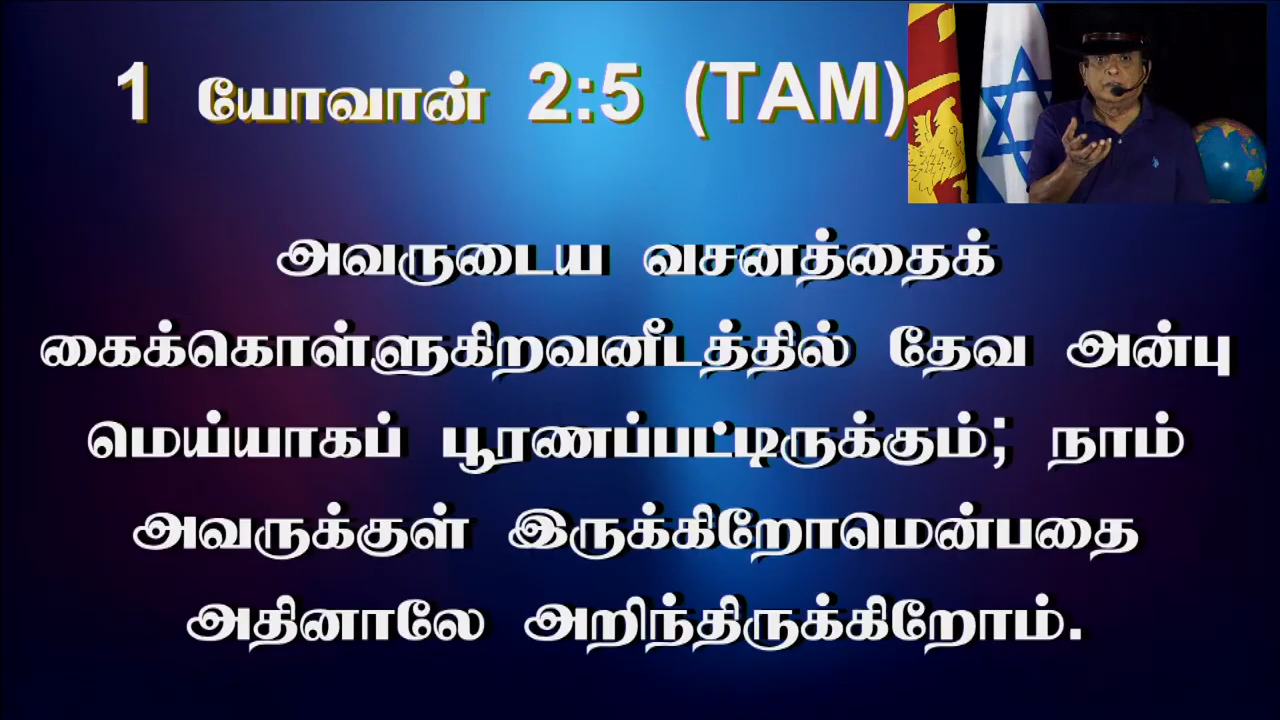 1 யோவான் 2:5 (TAM)
அவருடைய வசனத்தைக்
கைக்கொள்ளுகிறவனீடத்தில் தேவ அன்பு
மெய்யாகப் பூரணப்பட்டிருக்கும்; நாம்
அவருக்குள் இருக்கிறோமென்பதை
அதினாலே அறிந்திருக்கிறோம்.